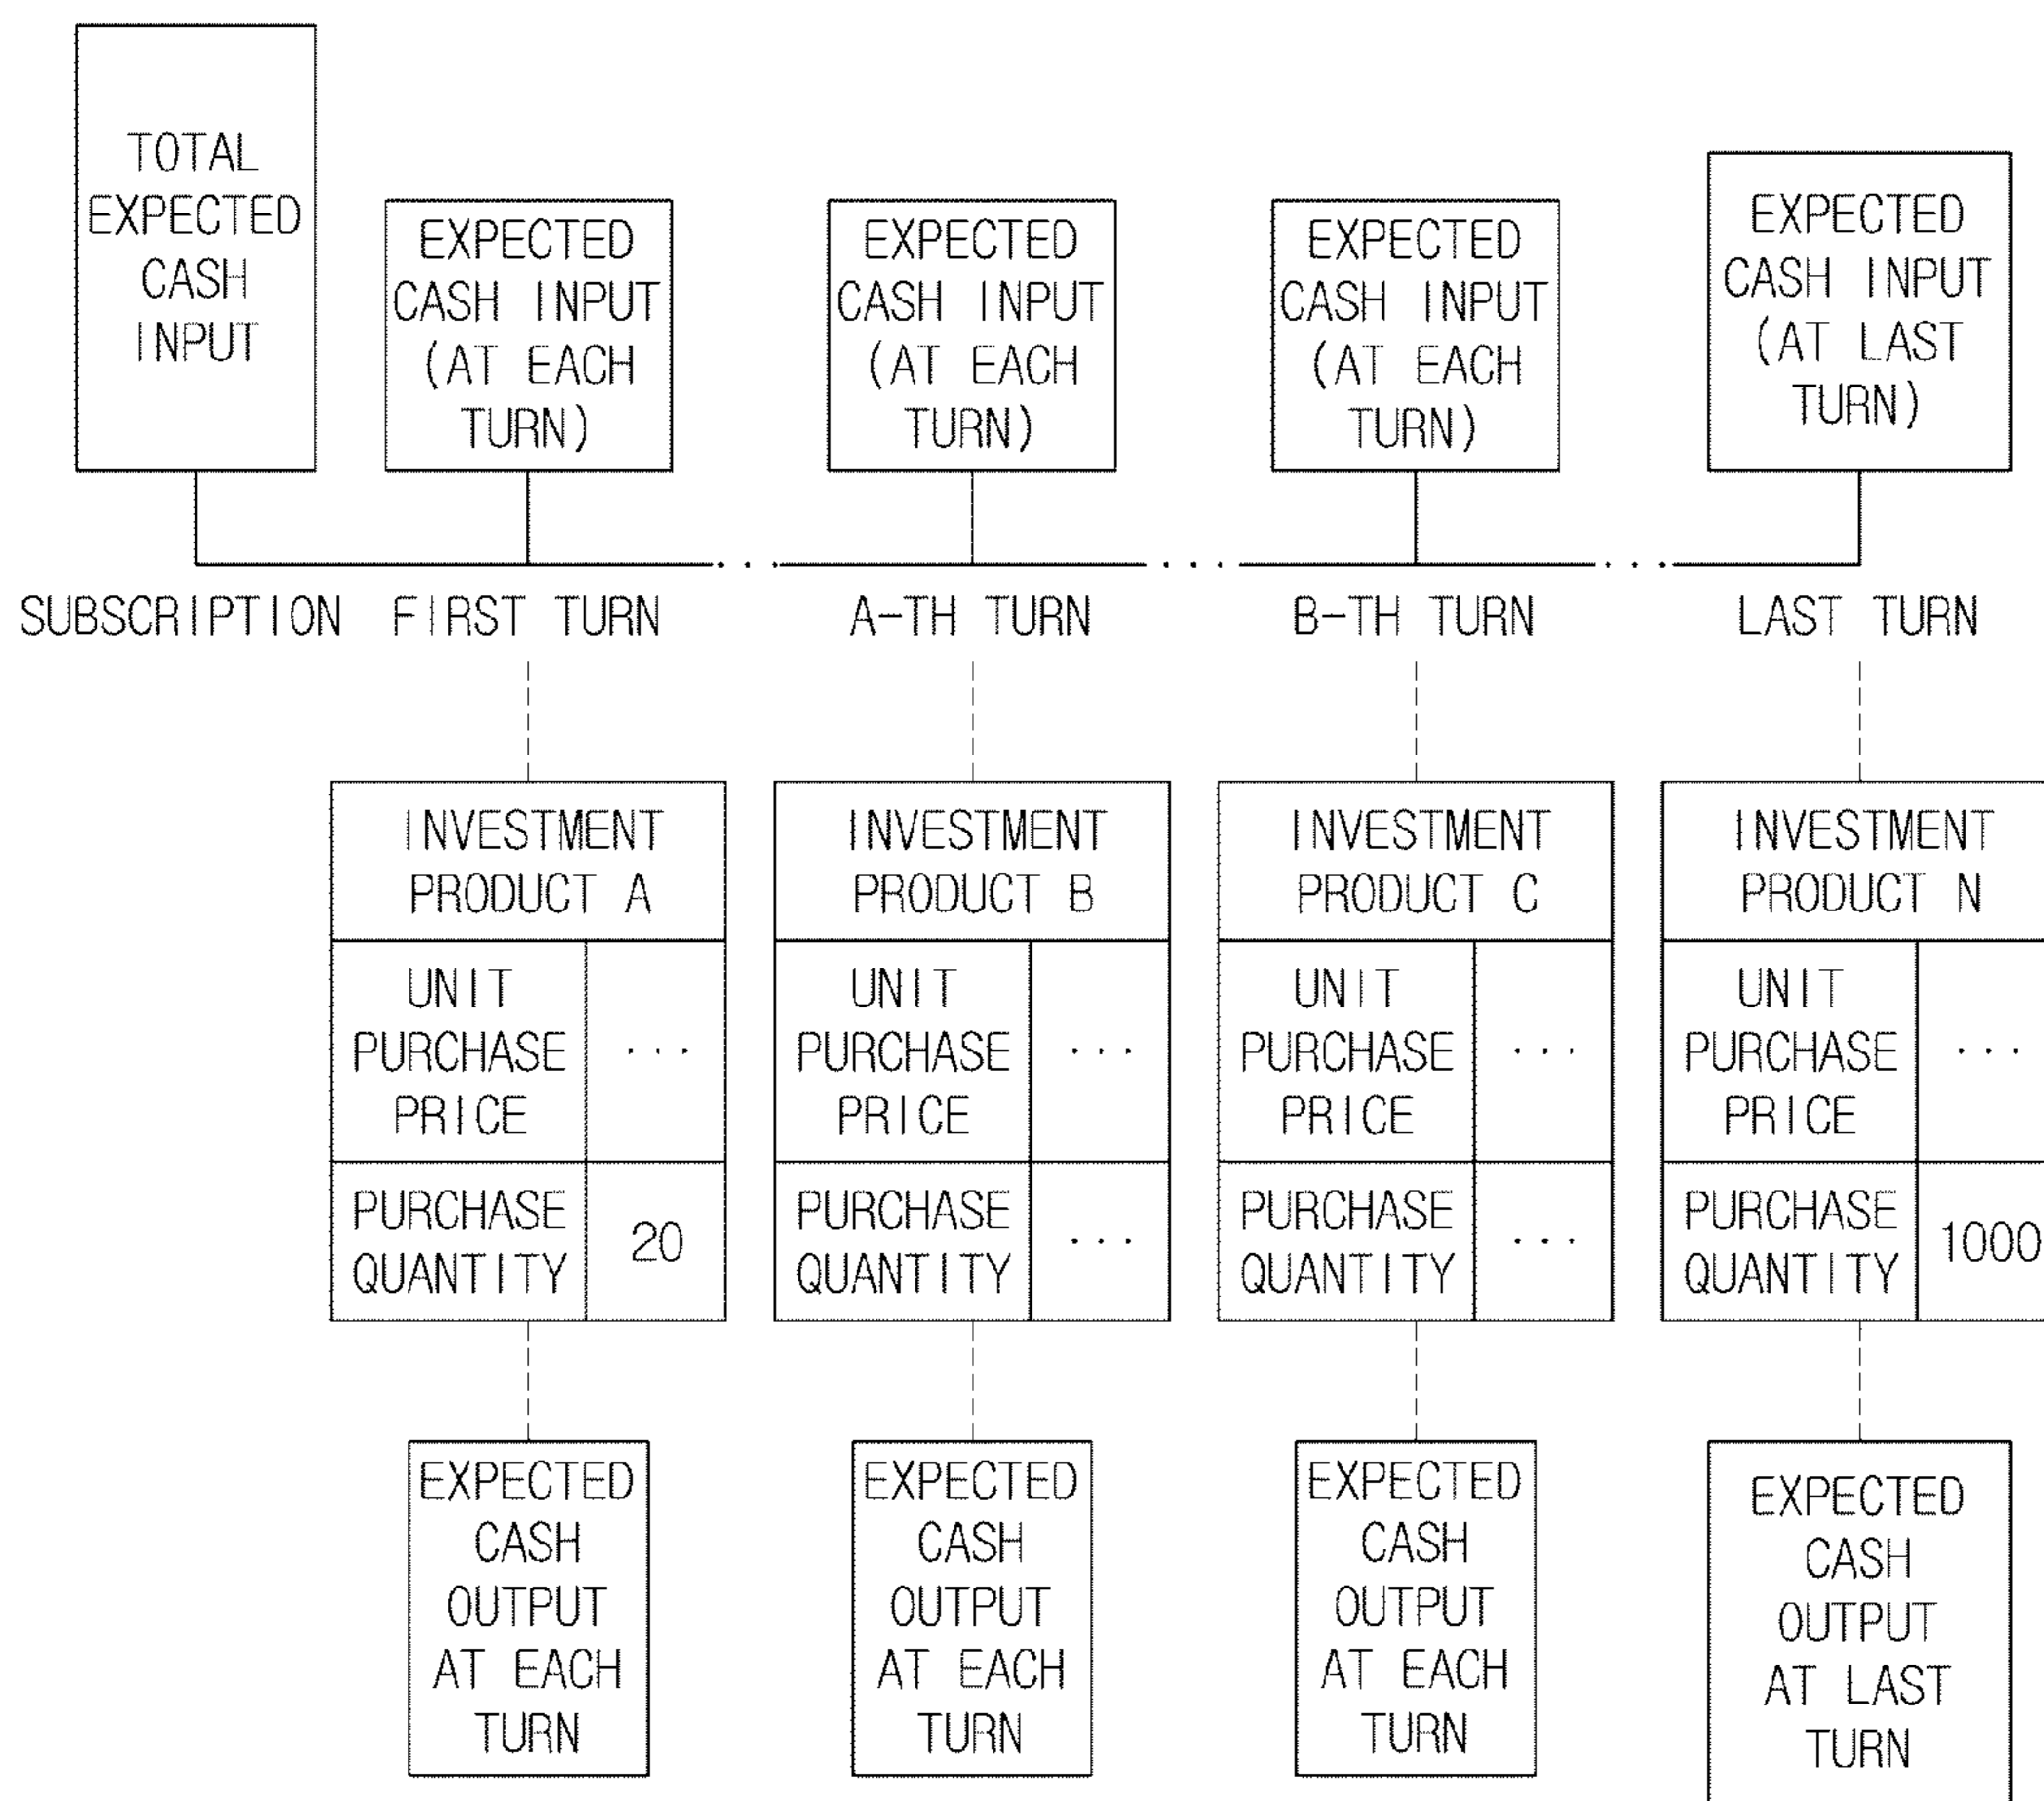 TOTAL
EXPECTED
CASH
INPUT
EXPECTED
CASH INPUT
(AT EACH
TURN)
EXPECTED
CASH INPUT
(AT EACH
TURN)
EXPECTED
CASH INPUT
(AT EACH
TURN)
EXPECTED
CASH INPUT
(AT LAST
TURN)
...
...
...
SUBSCRIPTION
FIRST TURN
A-TH TURN
B-TH TURN
LAST TURN
INVESTMENT
PRODUCT A
UNIT
PURCHASE
PRICE
...
PURCHASE
QUANTITY
20
INVESTMENT
PRODUCT B
UNIT
PURCHASE
PRICE
...
PURCHASE
QUANTITY
...
INVESTMENT
PRODUCT C
UNIT
PURCHASE
PRICE
...
PURCHASE
QUANTITY
...
INVESTMENT
PRODUCT N
UNIT
PURCHASE
PRICE
...
PURCHASE
QUANTITY
1000
EXPECTED
CASH
OUTPUT
AT EACH
TURN
EXPECTED
CASH
OUTPUT
AT EACH
TURN
EXPECTED
CASH
OUTPUT
AT EACH
TURN
EXPECTED
CASH
OUTPUT
AT LAST
TURN